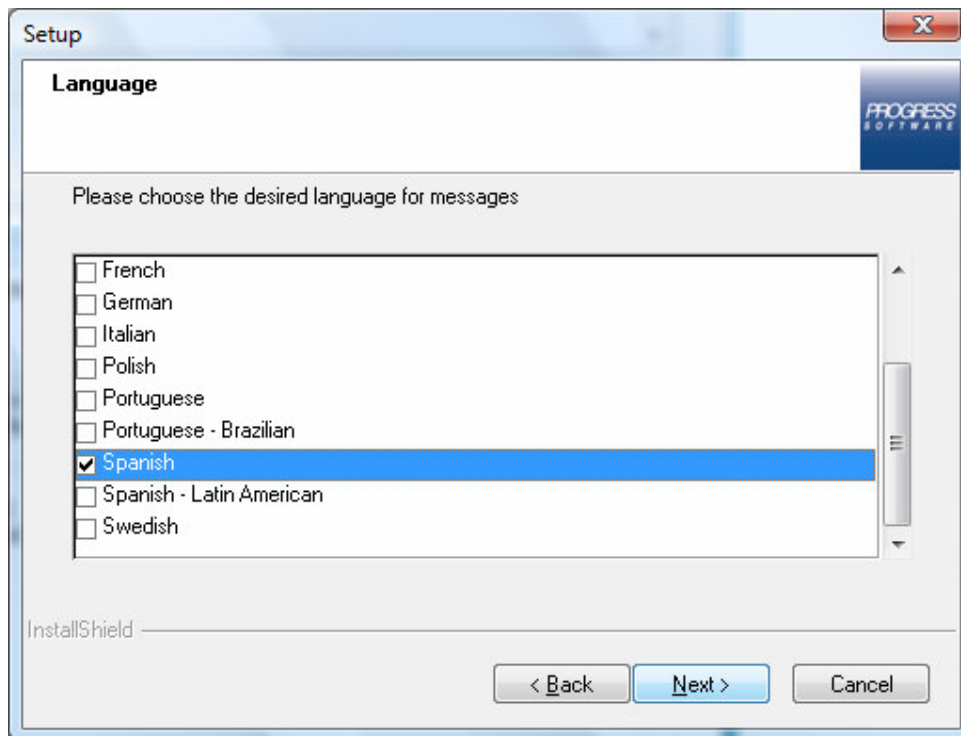 Setup
Language
PROGRESS
SOFTWARE
Please choose the desired language for messages
French
German
Italian
Polish
Portuguese
Portuguese - Brazilian
Spanish
Spanish - Latin American
Swedish
InstallShield
< Back Next > Cancel